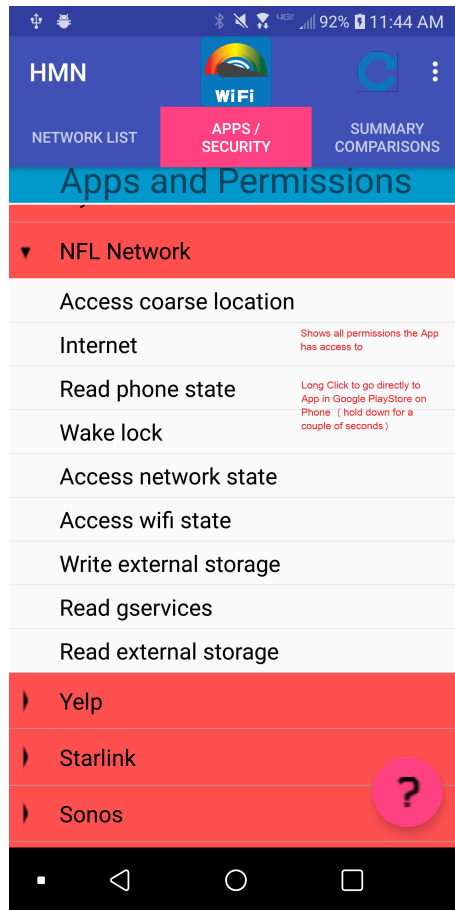 4GE 92% 11:44 AM
HMN
WiFi
NETWORK LIST
APPS /
SECURITY
SUMMARY
COMPARISONS
Apps and Permissions
NFL Network
Access coarse location
Internet
Shows all permissions the App
has access to
Read phone state
Long Click to go directly to
App in Google PlayStore on
Phone ( hold down for a
couple of seconds )
Wake lock
Access network state
Access wifi state
Write external storage
Read gservices
Read external storage
Yelp
Starlink
?
Sonos